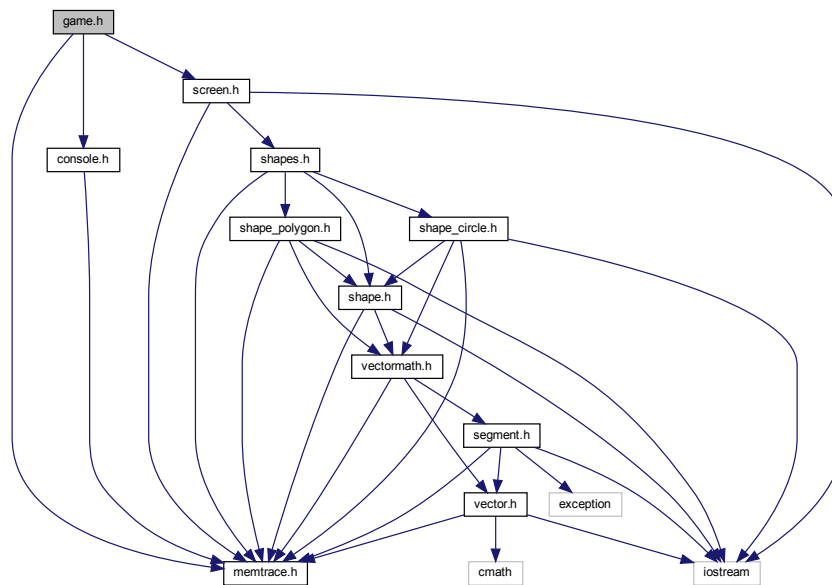 game.h
screen.h
console.h
shapes.h
shape_polygon.h
shape_circle.h
shape.h
vectormath.h
segment.h
vector.h
exception
memtrace.h
cmath
iostream